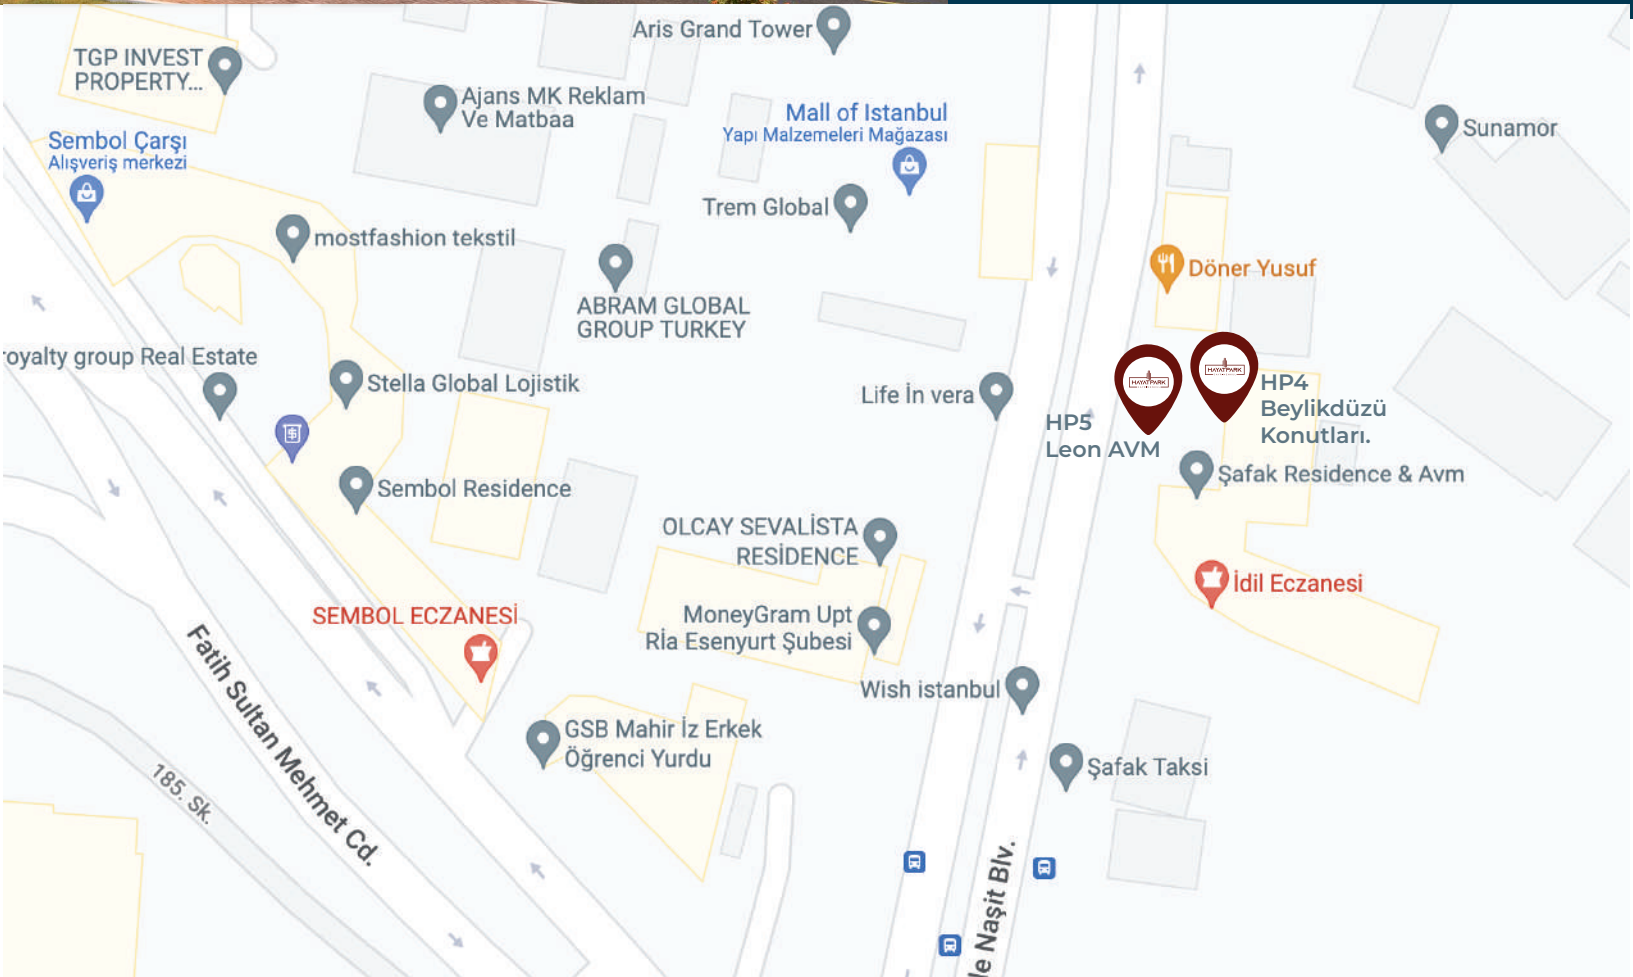 Aris Grand Tower
TGP INVEST
PROPERTY...
Ajans MK Reklam
Ve Matbaa
Mall of Istanbul
Yapı Malzemeleri Mağazası
Sunamor
Sembol Çarşı
Alışveriş merkezi
Trem Global
mostfashion tekstil
Döner Yusuf
ABRAM GLOBAL
GROUP TURKEY
oyalty group Real Estate
Stella Global Lojistik
Life İn vera
HAYATPARK
HAYATPARK
HP4
Beylikdüzü
Konutları.
HP5
Leon AVM
Şafak Residence & Avm
Sembol Residence
OLCAY SEVALİSTA
RESİDENCE
İdil Eczanesi
SEMBOL ECZANESİ
MoneyGram Upt
Rİa Esenyurt Şubesi
Wish istanbul
GSB Mahir İz Erkek
Öğrenci Yurdu
Şafak Taksi
Fatih Sultan Mehmet Cd.
185. Sk.
le Naşit Blv.